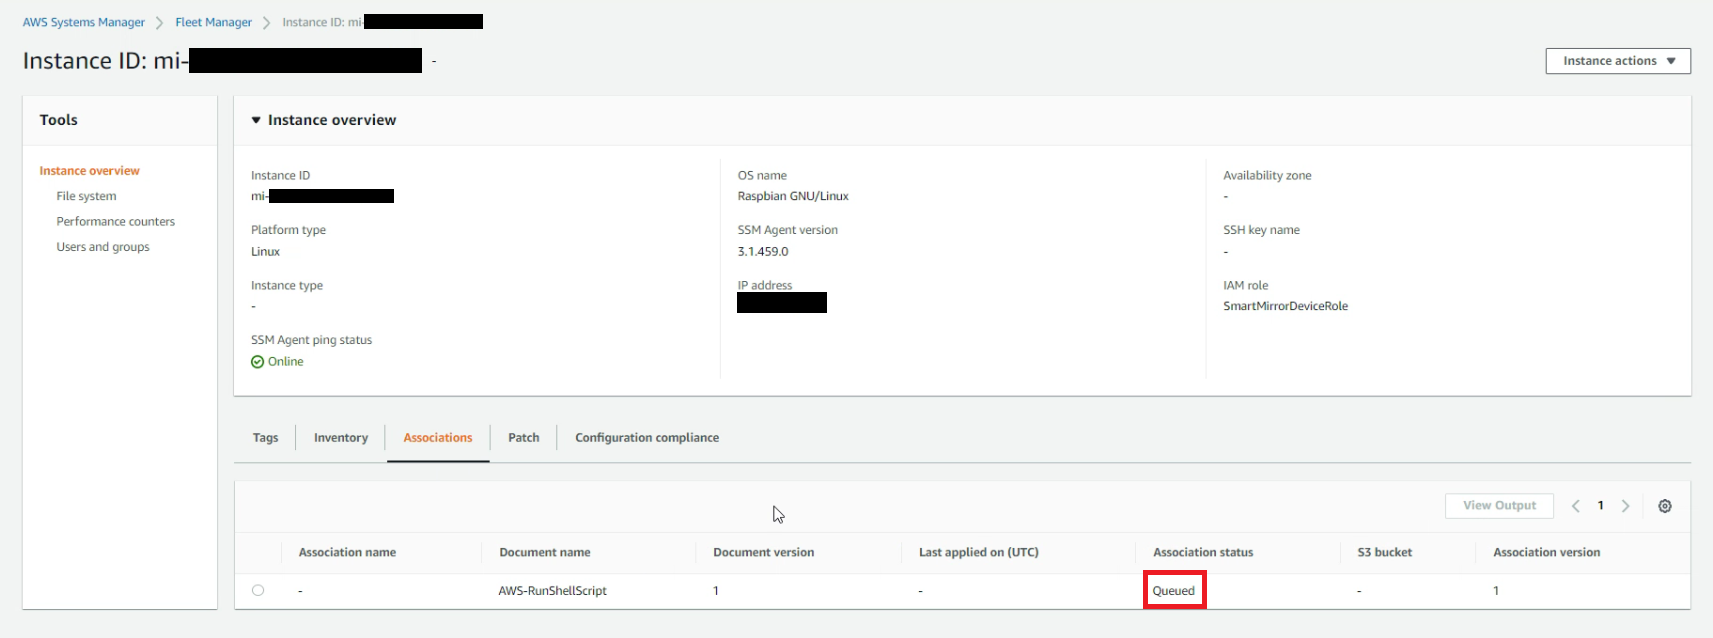 AWS Systems Manager > Fleet Manager > Instance ID: mi-
Instance ID: mi- -
Instance actions
Tools
Instance overview
File system
Performance counters
Users and groups
Instance overview
Instance ID
mi-
Platform type
Linux
Instance type
-
SSM Agent ping status
Online
OS name
Raspbian GNU/Linux
SSM Agent version
3.1.459.0
IP address
Availability zone
-
SSH key name
-
IAM role
SmartMirrorDeviceRole
Tags Inventory Associations Patch Configuration compliance
View Output < 1 >
Association name Document name Document version Last applied on (UTC) Association status S3 bucket Association version
- AWS-RunShellScript 1 - Queued - 1